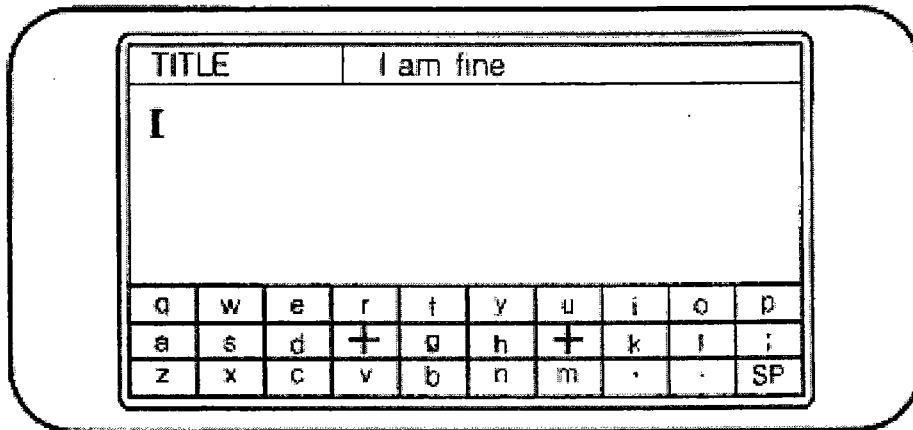 TITLE I am fine
I
q w e r t y u i o p
a s d + g h + k l ;
z x c v b n m , . SP